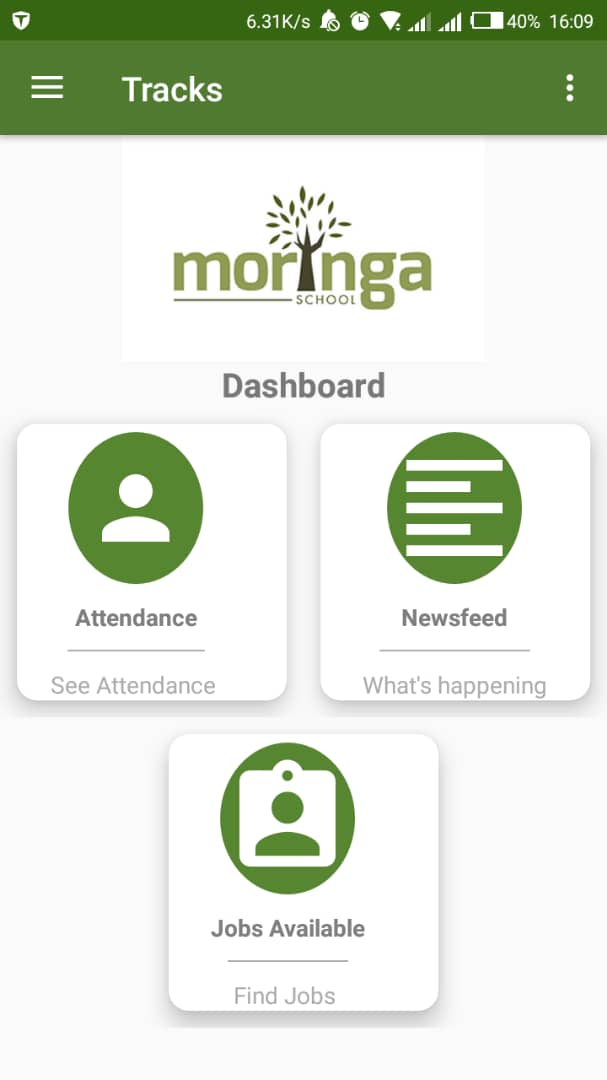 6.31K/s 40% 16:09
Tracks
moringa
SCHOOL
Dashboard
Attendance Newsfeed
See Attendance What's happening
Jobs Available
Find Jobs